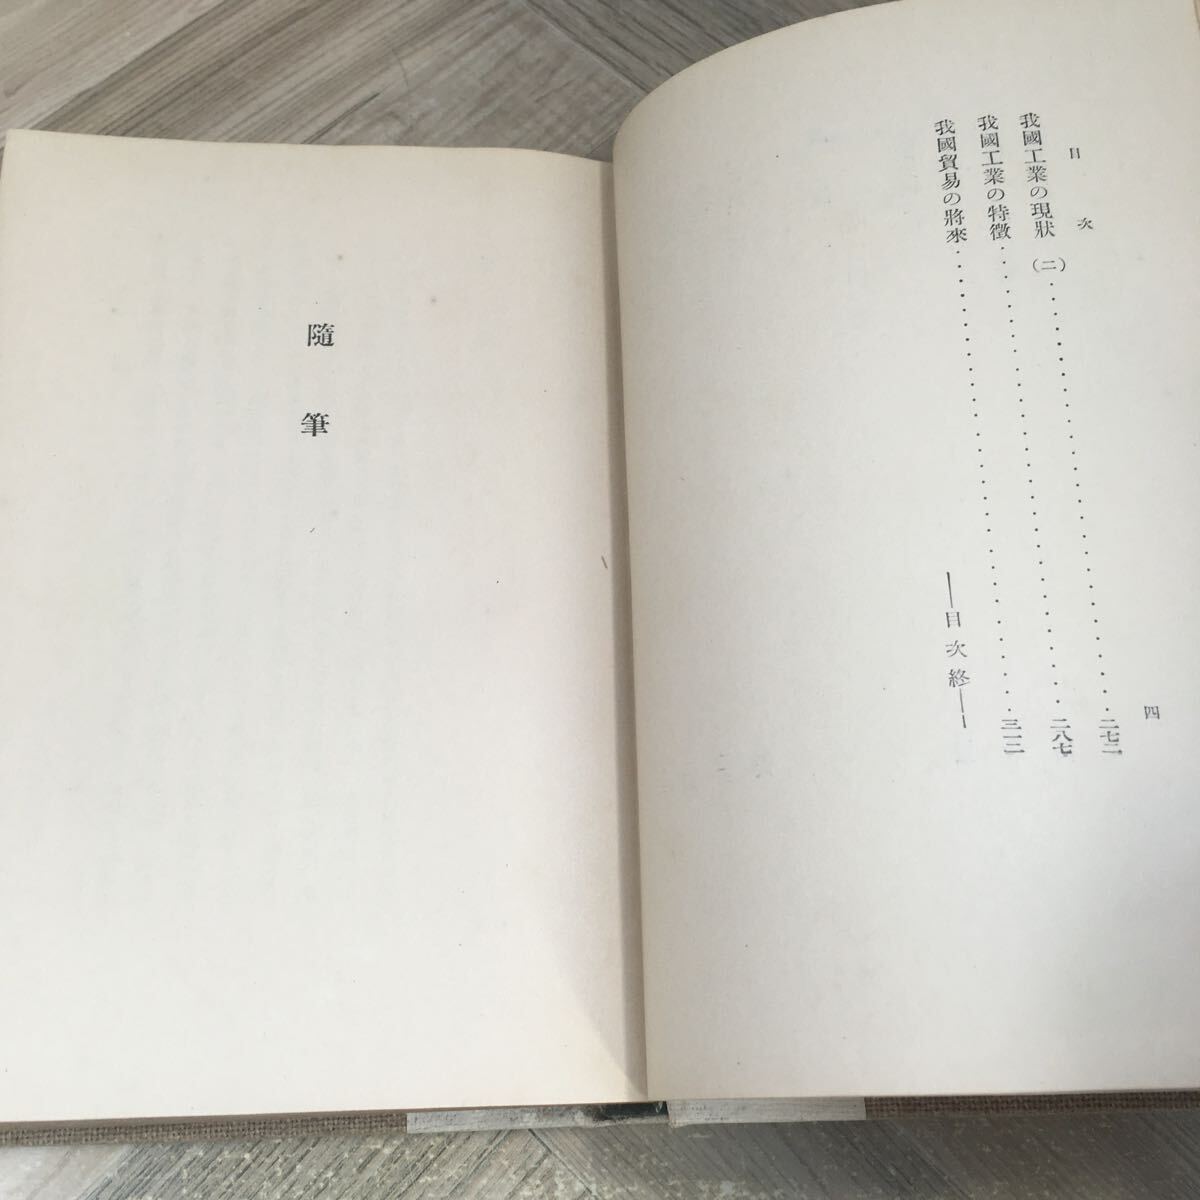 目次
四
我國工業の現狀(二)・・・・・・・・・・・・・・・・・・・・・・二七二
我國工業の特徵・・・・・・・・・・・・・・・・・・・・・・・・二八七
我國貿易の將來・・・・・・・・・・・・・・・・・・・・・・・・三一二
―目次終―
隨筆